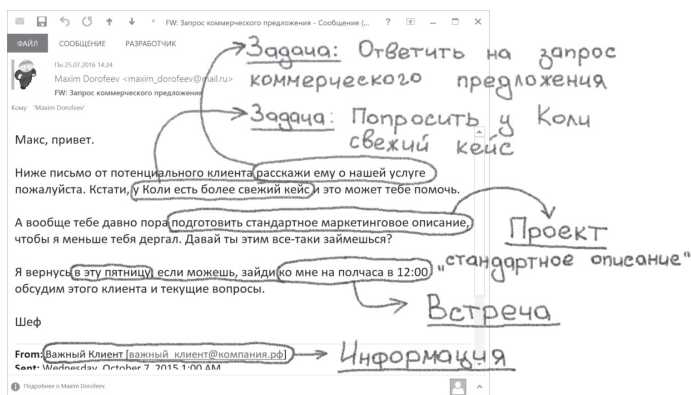 FW: Запрос коммерческого предложения - Сообщение (...
ФАЙЛ СООБЩЕНИЕ РАЗРАБОТЧИК
Пн 25.07.2016 14:24
Maxim Dorofeev <maxim_dorofeev@mail.ru>
FW: Запрос коммерческого предложения
Кому 'Maxim Dorofeev'
Задача: Ответить на запрос
коммерческого предложения
Задача: Попросить у Коли
свежий кейс
Макс, привет.
Ниже письмо от потенциального клиента расскажи ему о нашей услуге
пожалуйста. Кстати, у Коли есть более свежий кейс и это может тебе помочь.
А вообще тебе давно пора подготовить стандартное маркетинговое описание,
чтобы я меньше тебя дергал. Давай ты этим все-таки займешься?
Проект
"стандартное описание"
Я вернусь в эту пятницу, если можешь, зайди ко мне на полчаса в 12:00
обсудим этого клиента и текущие вопросы.
Встреча
Шеф
From: Важный Клиент [важный_клиент@компания.рф]
Информация
Sent: Wednesday, October 7, 2015 1:00 AM
Подробнее о Maxim Dorofeev.